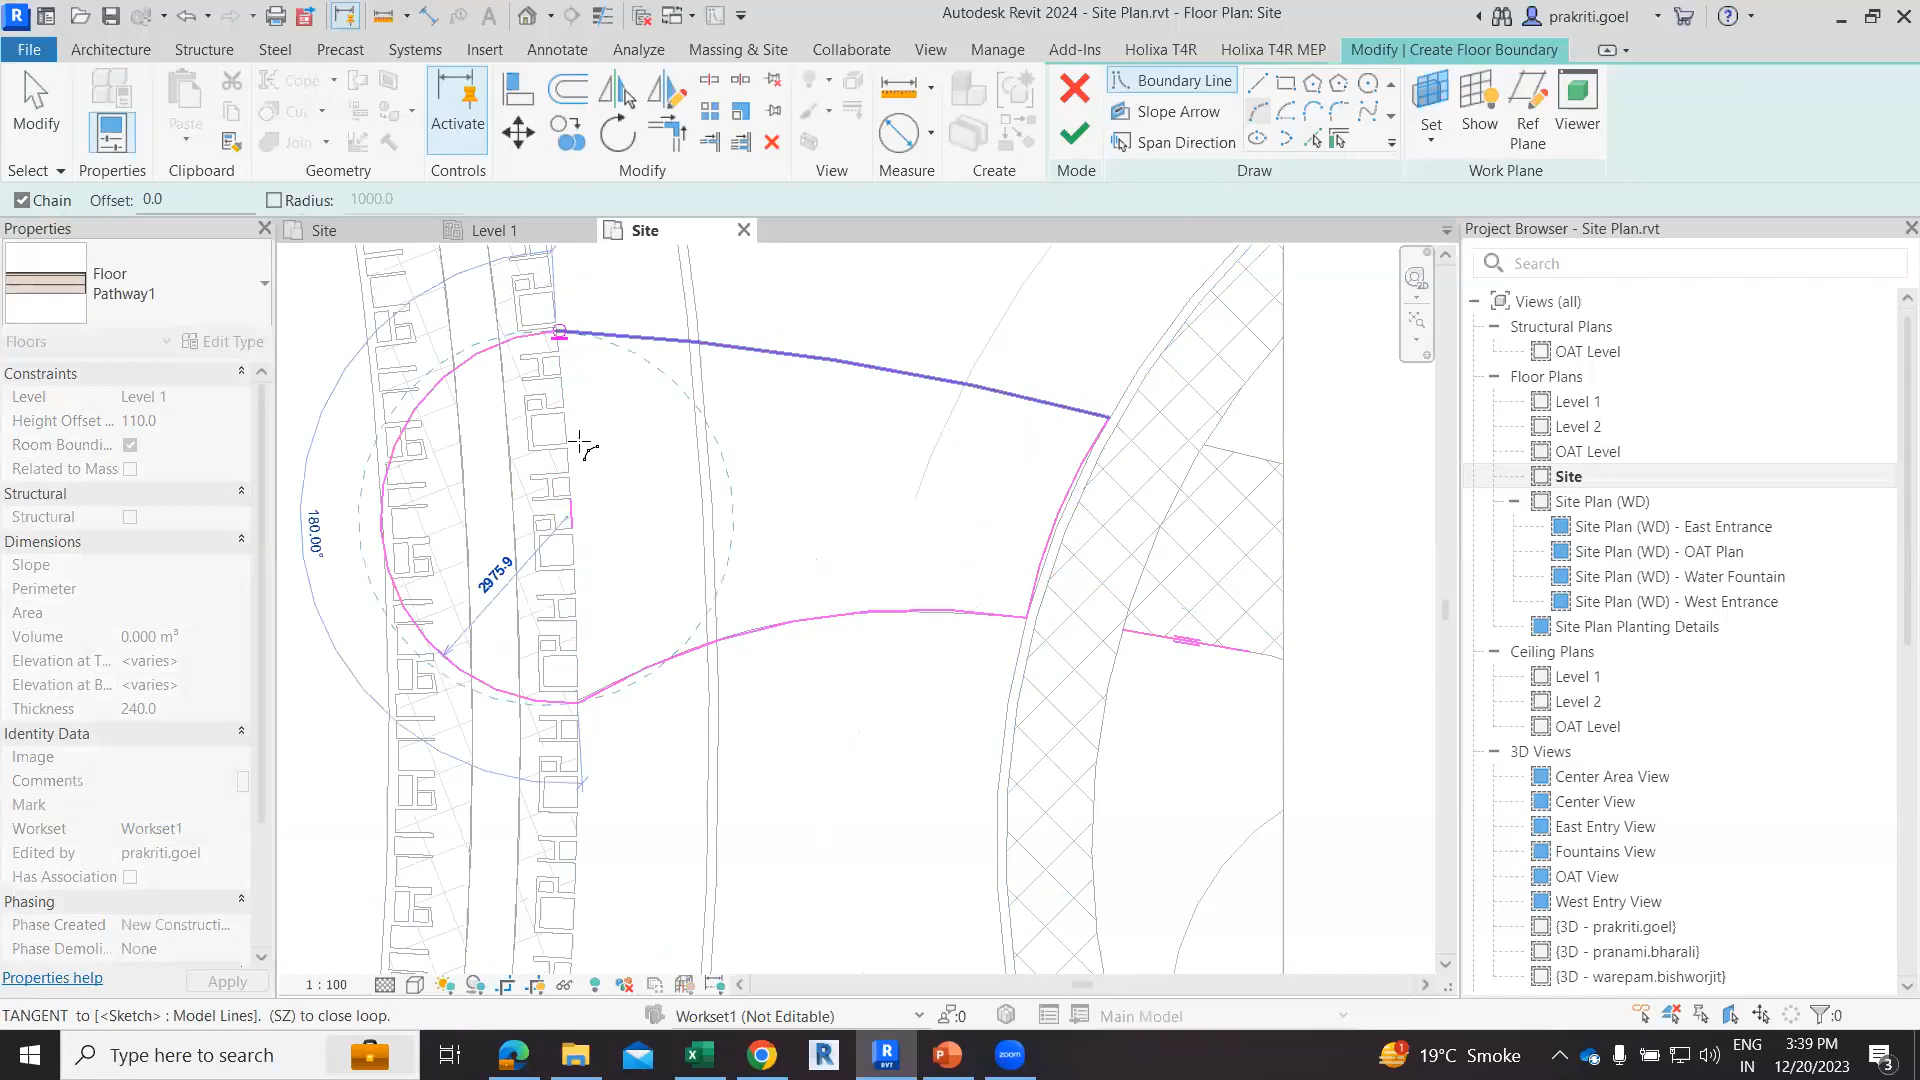 Autodesk Revit 2024 - Site Plan.rvt - Floor Plan: Site
prakriti.goel
File
Architecture
Structure
Steel
Precast
Systems
Insert
Annotate
Analyze
Massing & Site
Collaborate
View
Manage
Add-Ins
Holixa T4R
Holixa T4R MEP
Modify | Create Floor Boundary
Modify
Paste
Cope
Cut
Join
Activate
Boundary Line
Slope Arrow
Span Direction
Set
Show
Ref
Plane
Viewer
Select
Properties
Clipboard
Geometry
Controls
Modify
View
Measure
Create
Mode
Draw
Work Plane
Chain
Offset: 0.0
Radius: 1000.0
Properties
Floor
Pathway1
Floors
Edit Type
Constraints
Level Level 1
Height Offset ... 110.0
Room Boundi...
Related to Mass
Structural
Structural
Dimensions
Slope
Perimeter
Area
Volume 0.000 m³
Elevation at T... <varies>
Elevation at B... <varies>
Thickness 240.0
Identity Data
Image
Comments
Mark
Workset Workset1
Edited by prakriti.goel
Has Association
Phasing
Phase Created New Constructi...
Phase Demoli... None
Properties help
Apply
Site
Level 1
Site
180.00°
2975.9
2D
1 : 100
Project Browser - Site Plan.rvt
Search
Views (all)
Structural Plans
OAT Level
Floor Plans
Level 1
Level 2
OAT Level
Site
Site Plan (WD)
Site Plan (WD) - East Entrance
Site Plan (WD) - OAT Plan
Site Plan (WD) - Water Fountain
Site Plan (WD) - West Entrance
Site Plan Planting Details
Ceiling Plans
Level 1
Level 2
OAT Level
3D Views
Center Area View
Center View
East Entry View
Fountains View
OAT View
West Entry View
{3D - prakriti.goel}
{3D - pranami.bharali}
{3D - warepam.bishworjit}
TANGENT to [<Sketch> : Model Lines]. (SZ) to close loop.
Workset1 (Not Editable)
:0
Main Model
:0
Type here to search
zoom
19°C Smoke
ENG
IN
3:39 PM
12/20/2023
3